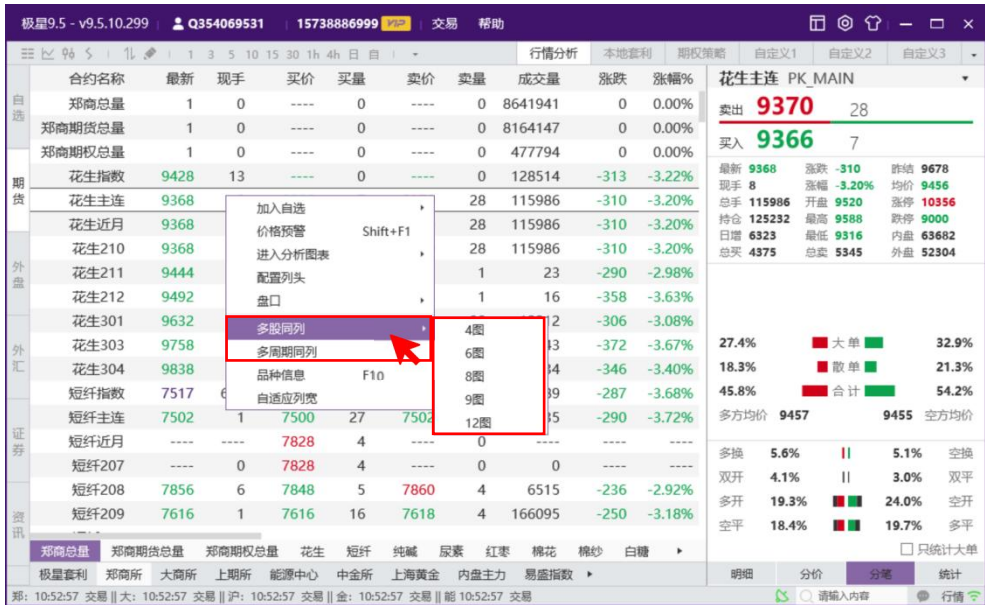 极星9.5 - v9.5.10.299 Q354069531 15738886999 VIP 交易 帮助
1 3 5 10 15 30 1h 4h 日 自 行情分析 本地套利 期权策略 自定义1 自定义2 自定义3
合约名称 最新 现手 买价 买量 卖价 卖量 成交量 涨跌 涨幅%
郑商总量 1 0 ---- 0 ---- 0 8641941 0 0.00%
郑商期货总量 1 0 ---- 0 ---- 0 8164147 0 0.00%
郑商期权总量 1 0 ---- 0 ---- 0 477794 0 0.00%
花生指数 9428 13 ---- 0 ---- 0 128514 -313 -3.22%
花生主连 9368 28 115986 -310 -3.20%
花生近月 9368 28 115986 -310 -3.20%
花生210 9368 28 115986 -310 -3.20%
花生211 9444 1 23 -290 -2.98%
花生212 9492 1 16 -358 -3.63%
花生301 9632 -306 -3.08%
花生303 9758 -372 -3.67%
花生304 9838 -346 -3.40%
短纤指数 7517 -287 -3.68%
短纤主连 7502 1 7500 27 7502 -290 -3.72%
短纤近月 ---- ---- 7828 4 ---- 0 ---- ---- ----
短纤207 ---- 0 7828 4 ---- 0 0 ---- ----
短纤208 7856 6 7848 5 7860 4 6515 -236 -2.92%
短纤209 7616 1 7616 16 7618 4 166095 -250 -3.18%
加入自选
价格预警 Shift+F1
进入分析图表
配置列头
盘口
多股同列
多周期同列
品种信息 F10
自适应列宽
4图
6图
8图
9图
12图
自选
期货
外盘
外汇
证券
资讯
花生主连 PK_MAIN
卖出 9370 28
买入 9366 7
最新 9368 涨跌 -310 昨结 9678
现手 8 涨幅 -3.20% 均价 9456
总手 115986 开盘 9520 涨停 10356
持仓 125232 最高 9588 跌停 9000
日增 6323 最低 9316 内盘 63682
总买 4375 总卖 5345 外盘 52304
27.4% 大单 32.9%
18.3% 散单 21.3%
45.8% 合计 54.2%
多方均价 9457 9455 空方均价
多换 5.6% 5.1% 空换
双开 4.1% 3.0% 双平
多开 19.3% 24.0% 空开
空平 18.4% 19.7% 多平
只统计大单
明细 分价 分笔 统计
郑商总量 郑商期货总量 郑商期权总量 花生 短纤 纯碱 尿素 红枣 棉花 棉纱 白糖
极星套利 郑商所 大商所 上期所 能源中心 中金所 上海黄金 内盘主力 易盛指数
郑: 10:52:57 交易 || 大: 10:52:57 交易 || 沪: 10:52:57 交易 || 金: 10:52:57 交易 || 能 10:52:57 交易 请输入内容 行情